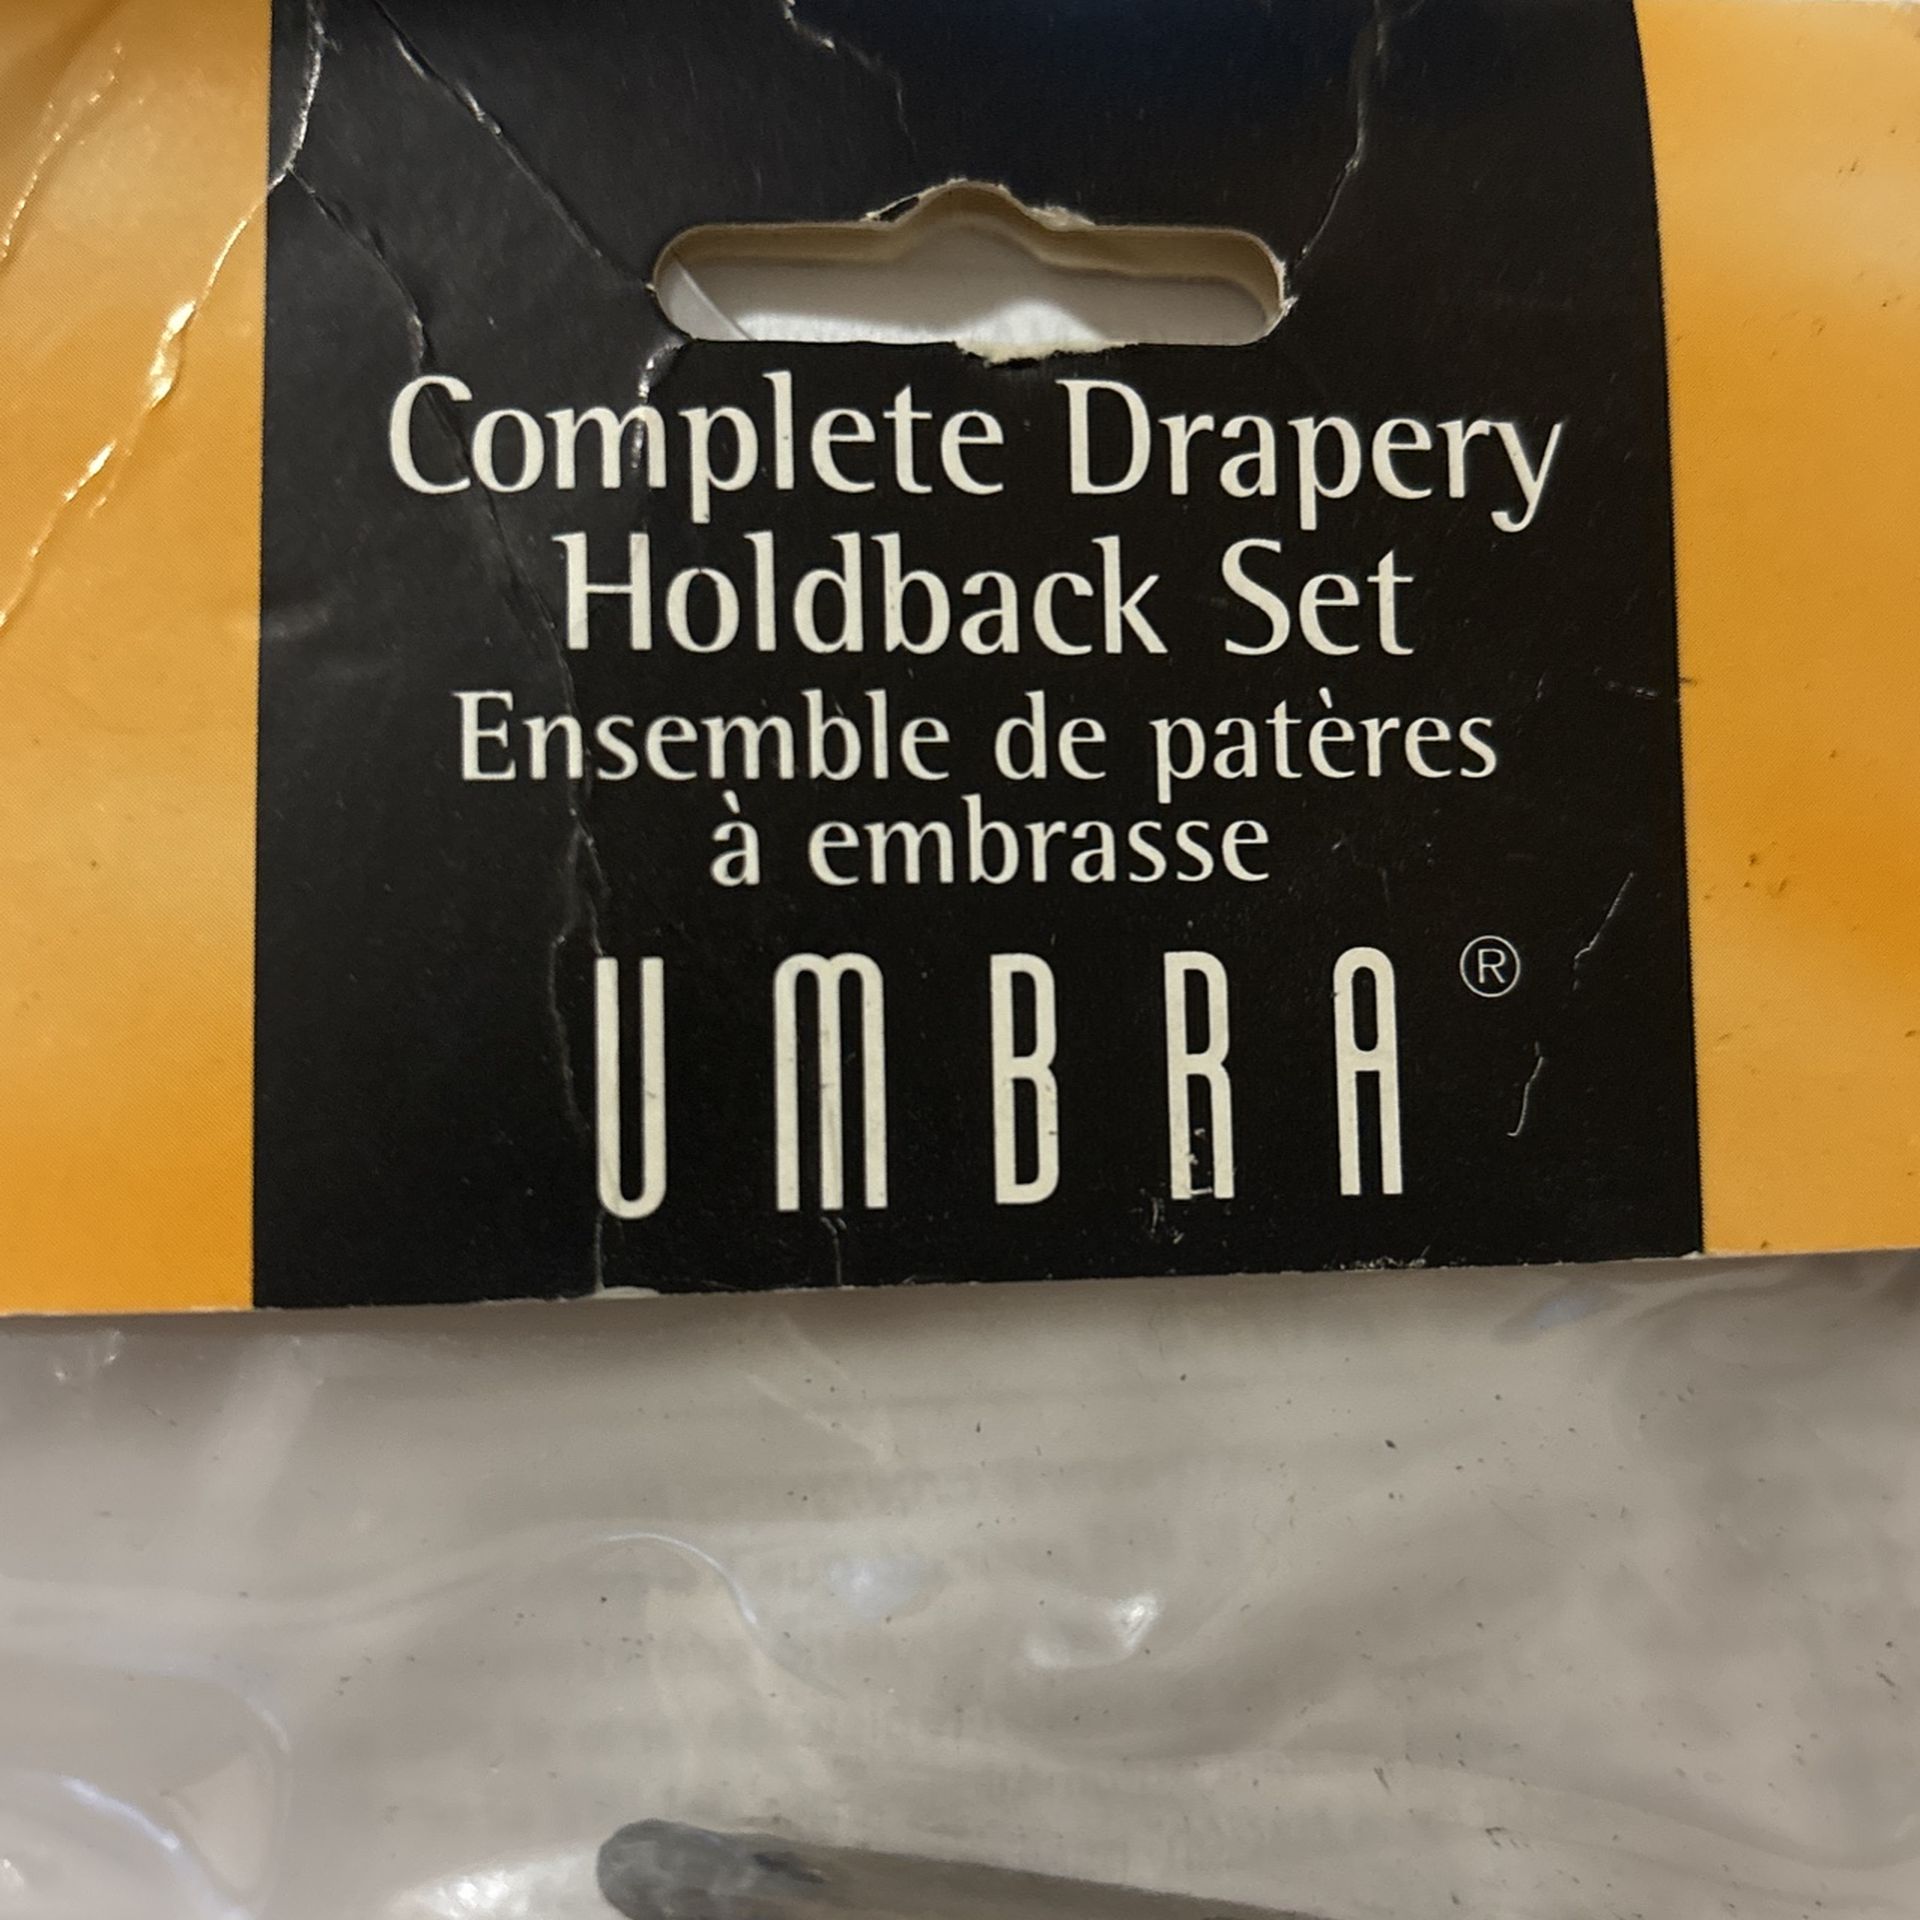 Complete Drapery
Holdback Set
Ensemble de patères
à embrasse
UMBRA®